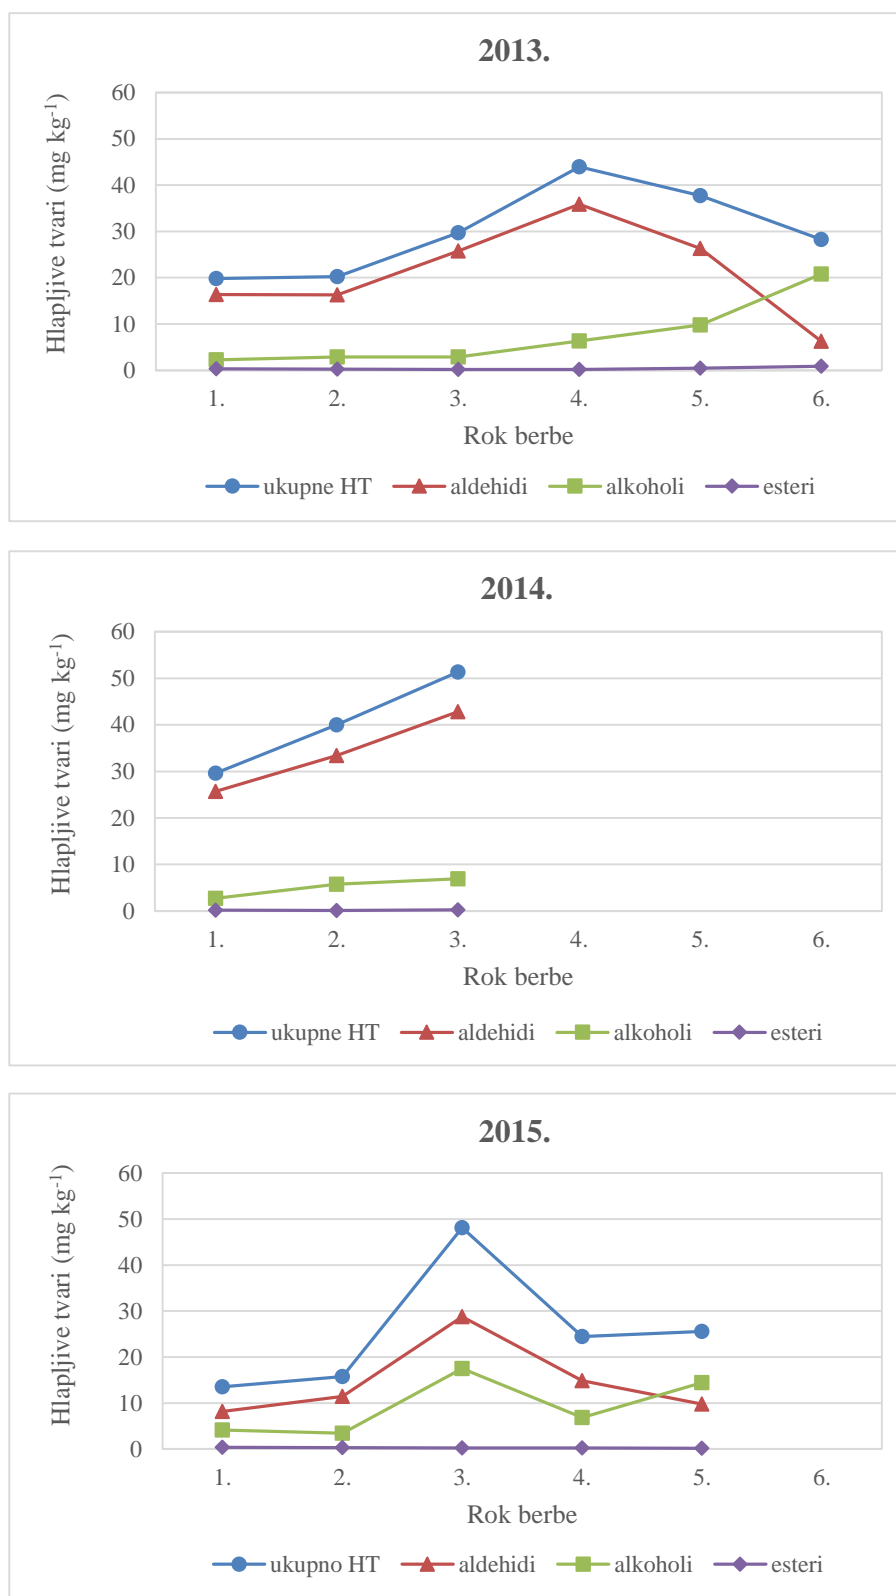 2013.
Hlapljive tvari (mg kg-1)
60
50
40
30
20
10
0
1. 2. 3. 4. 5. 6.
Rok berbe
ukupne HT aldehidi alkoholi esteri
2014.
Hlapljive tvari (mg kg-1)
60
50
40
30
20
10
0
1. 2. 3. 4. 5. 6.
Rok berbe
ukupne HT aldehidi alkoholi esteri
2015.
Hlapljive tvari (mg kg-1)
60
50
40
30
20
10
0
1. 2. 3. 4. 5. 6.
Rok berbe
ukupno HT aldehidi alkoholi esteri